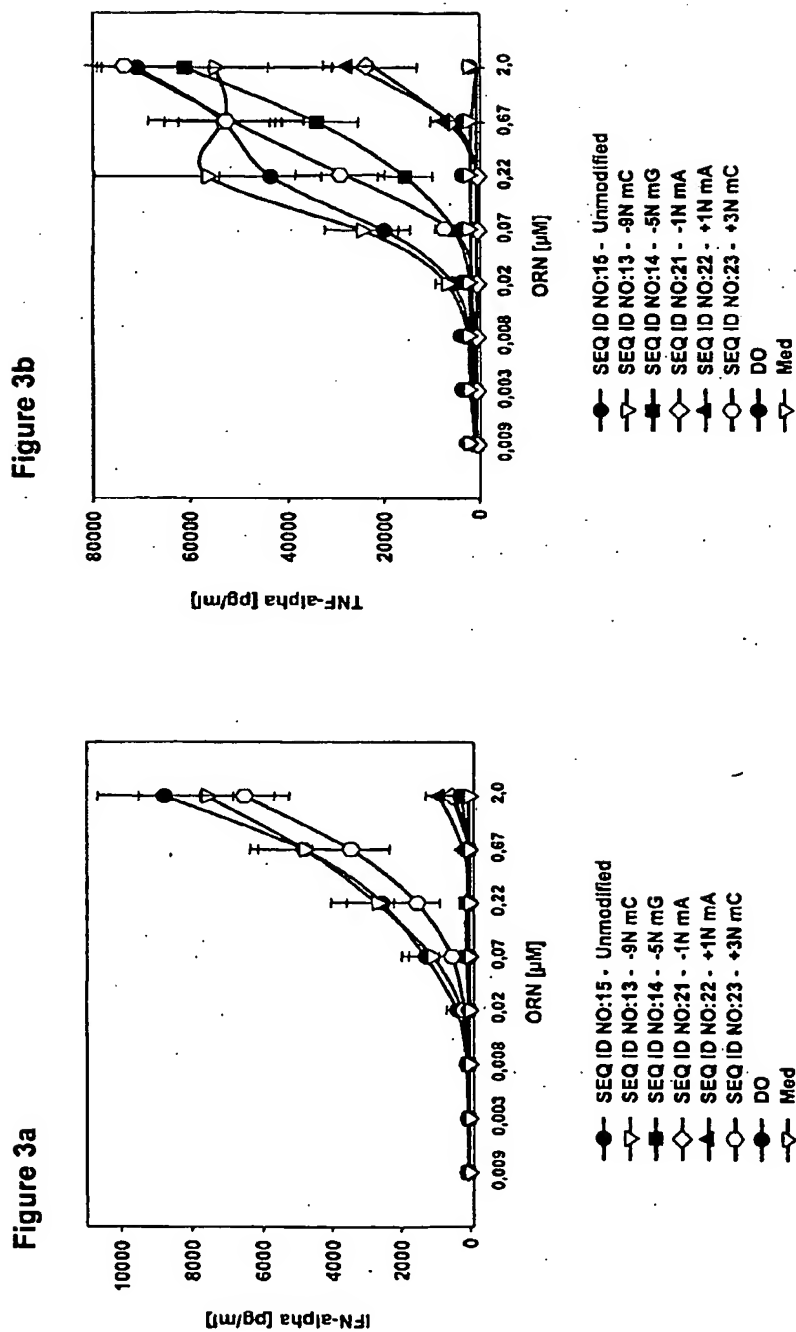 Figure 3a
IFN-alpha [pg/ml]
10000
8000
6000
4000
2000
0
0,009 0,003 0,008 0,02 0,07 0,22 0,67 2,0
ORN [µM]
SEQ ID NO:15 - Unmodified
SEQ ID NO:13 - -9N mC
SEQ ID NO:14 - -5N mG
SEQ ID NO:21 - -1N mA
SEQ ID NO:22 - +1N mA
SEQ ID NO:23 - +3N mC
DO
Med
Figure 3b
TNF-alpha [pg/ml]
80000
60000
40000
20000
0
0,009 0,003 0,008 0,02 0,07 0,22 0,67 2,0
ORN [µM]
SEQ ID NO:15 - Unmodified
SEQ ID NO:13 - -9N mC
SEQ ID NO:14 - -5N mG
SEQ ID NO:21 - -1N mA
SEQ ID NO:22 - +1N mA
SEQ ID NO:23 - +3N mC
DO
Med